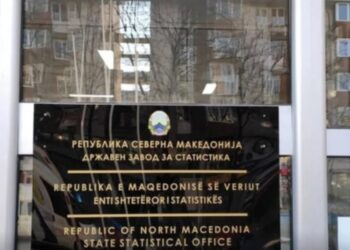 РЕПУБЛИКА СЕВЕРНА МАКЕДОНИЈА
ДРЖАВЕН ЗАВОД ЗА СТАТИСТИКА
REPUBLIKA E MAQEDONISË SË VERIUT
ENTI SHTETËROR I STATISTIKËS
REPUBLIC OF NORTH MACEDONIA
STATE STATISTICAL OFFICE